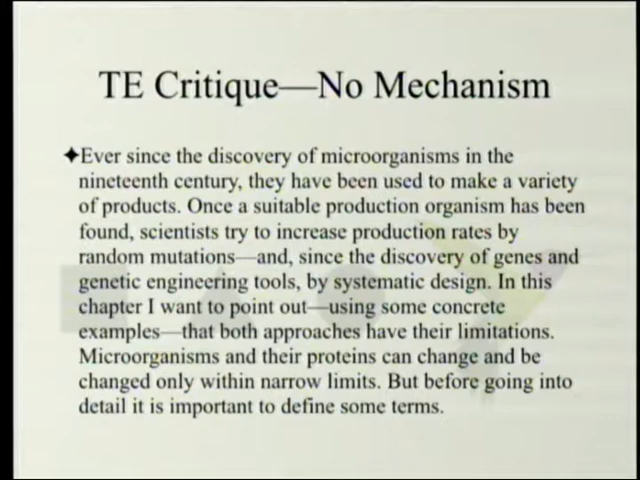 TE Critique—No Mechanism
✦Ever since the discovery of microorganisms in the
nineteenth century, they have been used to make a variety
of products. Once a suitable production organism has been
found, scientists try to increase production rates by
random mutations—and, since the discovery of genes and
genetic engineering tools, by systematic design. In this
chapter I want to point out—using some concrete
examples—that both approaches have their limitations.
Microorganisms and their proteins can change and be
changed only within narrow limits. But before going into
detail it is important to define some terms.